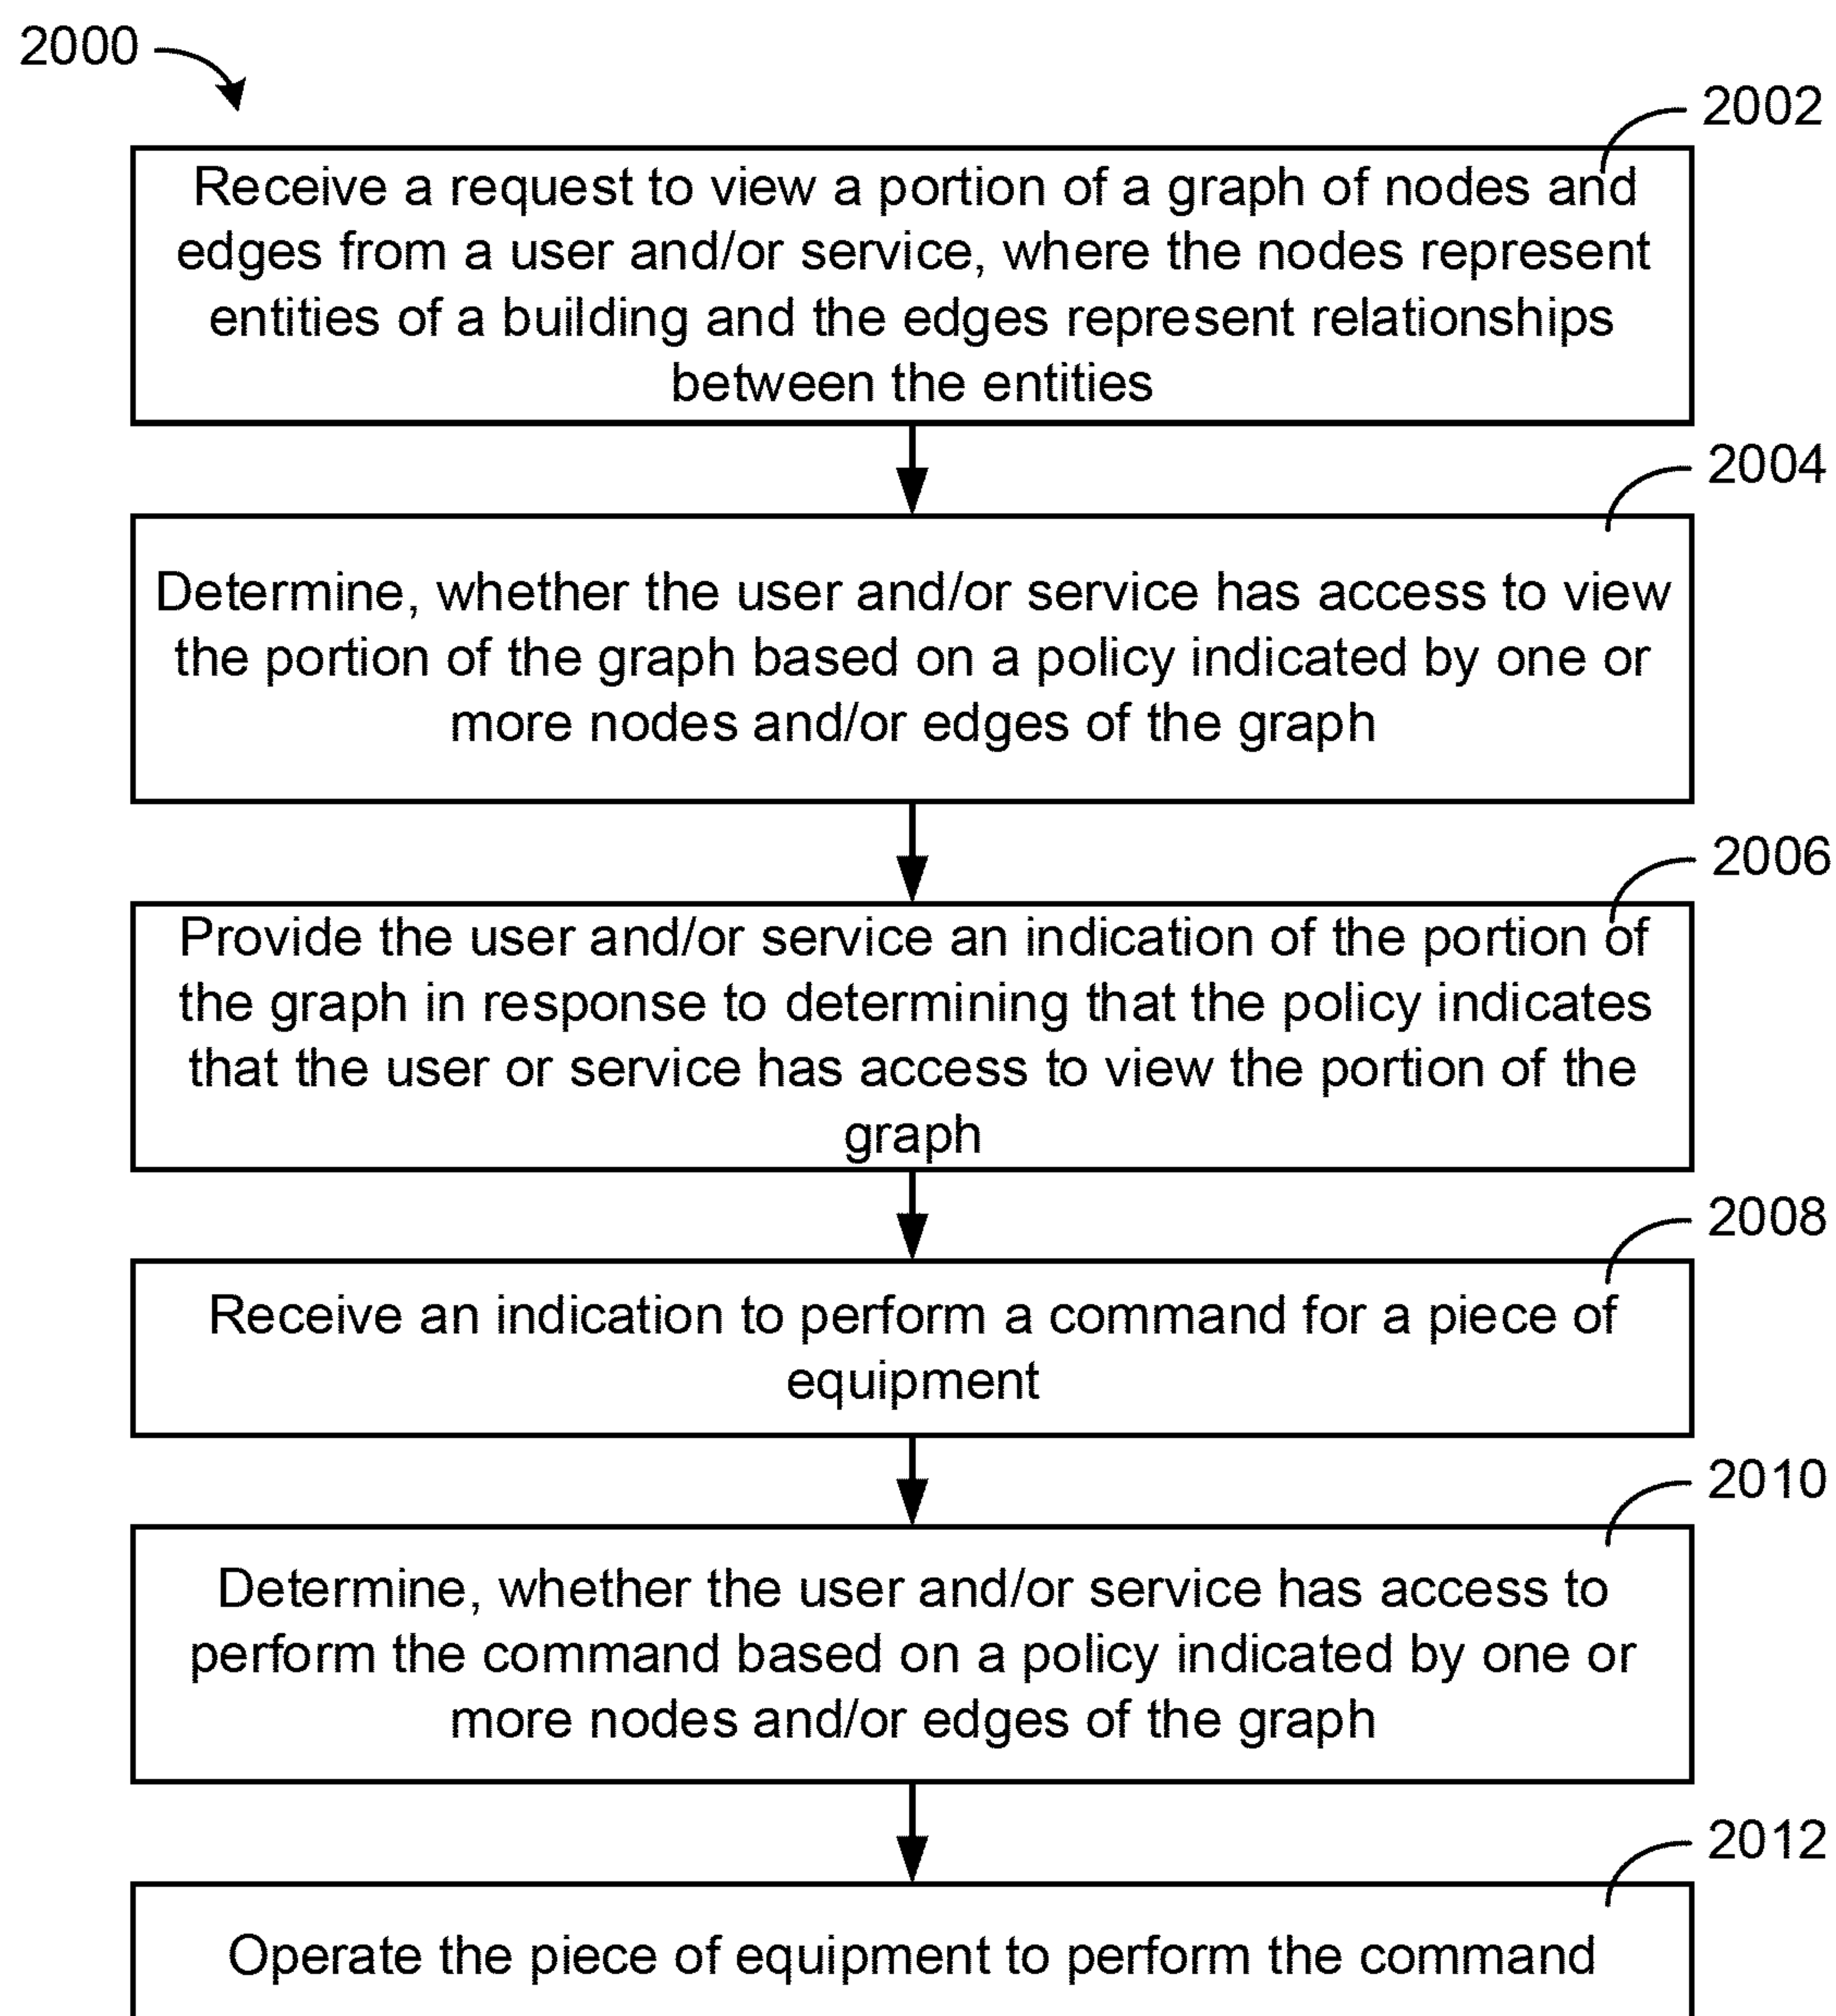 2000
2002
Receive a request to view a portion of a graph of nodes and
edges from a user and/or service, where the nodes represent
entities of a building and the edges represent relationships
between the entities
2004
Determine, whether the user and/or service has access to view
the portion of the graph based on a policy indicated by one or
more nodes and/or edges of the graph
2006
Provide the user and/or service an indication of the portion of
the graph in response to determining that the policy indicates
that the user or service has access to view the portion of the
graph
2008
Receive an indication to perform a command for a piece of
equipment
2010
Determine, whether the user and/or service has access to
perform the command based on a policy indicated by one or
more nodes and/or edges of the graph
2012
Operate the piece of equipment to perform the command